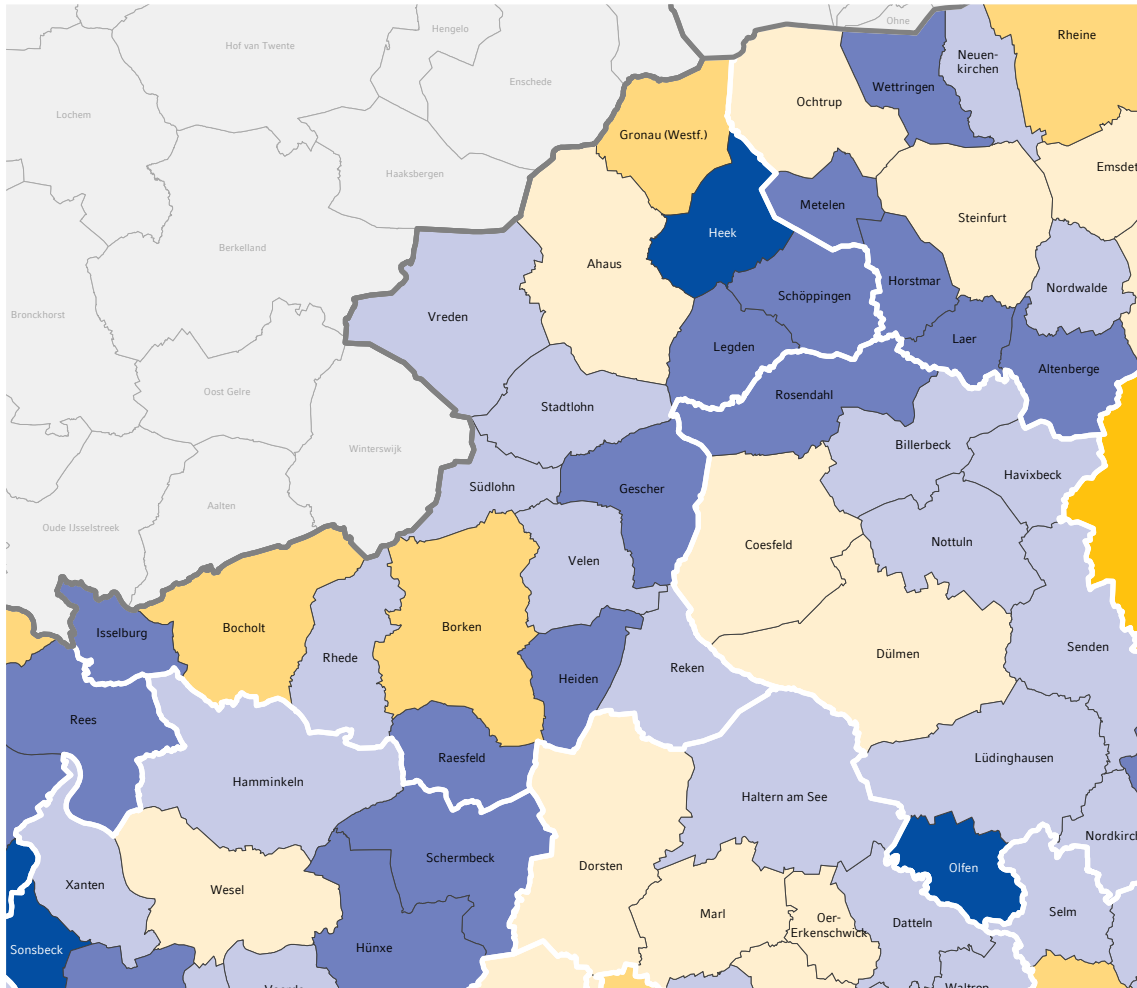 Ohne
Hengelo
Hof van Twente
Rheine
Neuen-
kirchen
Enschede
Wettringen
Ochtrup
Lochem
Gronau (Westf.)
Haaksbergen
Metelen
Steinfurt
Heek
Berkelland
Ahaus
Horstmar
Nordwalde
Schöppingen
Bronckhorst
Vreden
Laer
Legden
Altenberge
Oost Gelre
Rosendahl
Stadtlohn
Billerbeck
Winterswijk
Havixbeck
Südlohn
Gescher
Aalten
Oude IJsselstreek
Nottuln
Coesfeld
Velen
Isselburg
Bocholt
Borken
Senden
Dülmen
Rhede
Reken
Heiden
Rees
Raesfeld
Lüdinghausen
Hamminkeln
Haltern am See
Schermbeck
Dorsten
Olfen
Xanten
Wesel
Marl
Selm
Oer-
Erkenschwick
Datteln
Sonsbeck
Hünxe